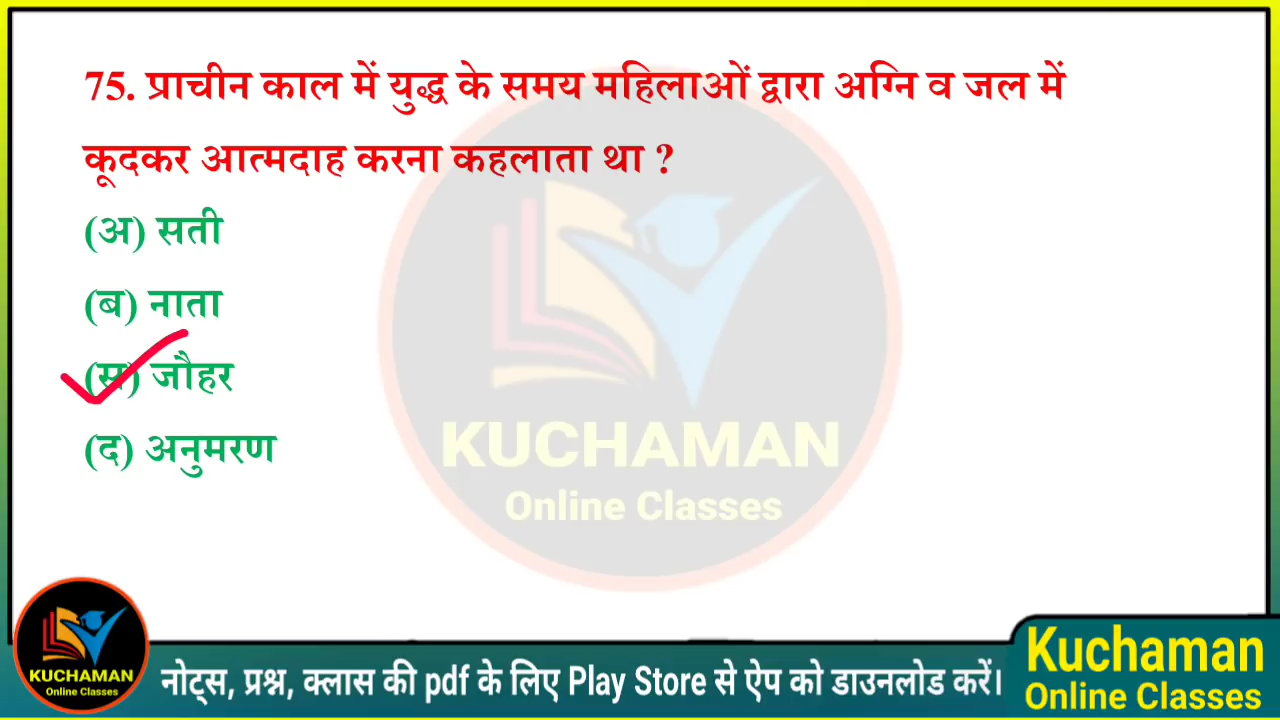 75. प्राचीन काल में युद्ध के समय महिलाओं द्वारा अग्नि व जल में
कूदकर आत्मदाह करना कहलाता था ?
(अ) सती
(ब) नाता
(स) जौहर
(द) अनुमरण
KUCHAMAN
Online Classes
KUCHAMAN
Online Classes
नोट्स, प्रश्न, क्लास की pdf के लिए Play Store से ऐप को डाउनलोड करें।
Kuchaman
Online Classes